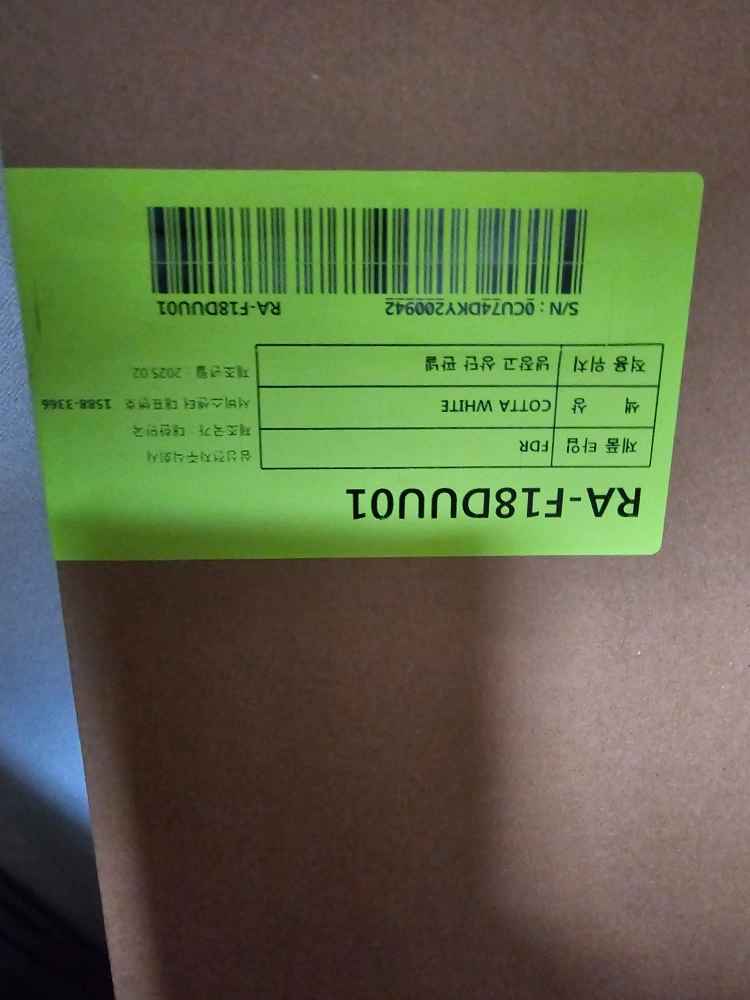 RA-F18DUU01
제품 타입 FDR
색 상 COTTA WHITE
적용 위치 냉장고 상단 판넬
삼성전자주식회사
제조국가 : 대한민국
서비스센터 대표번호 1588-3366
제조년월 2025.02
S/N : 0CU74DKY200942 RA-F18DUU01